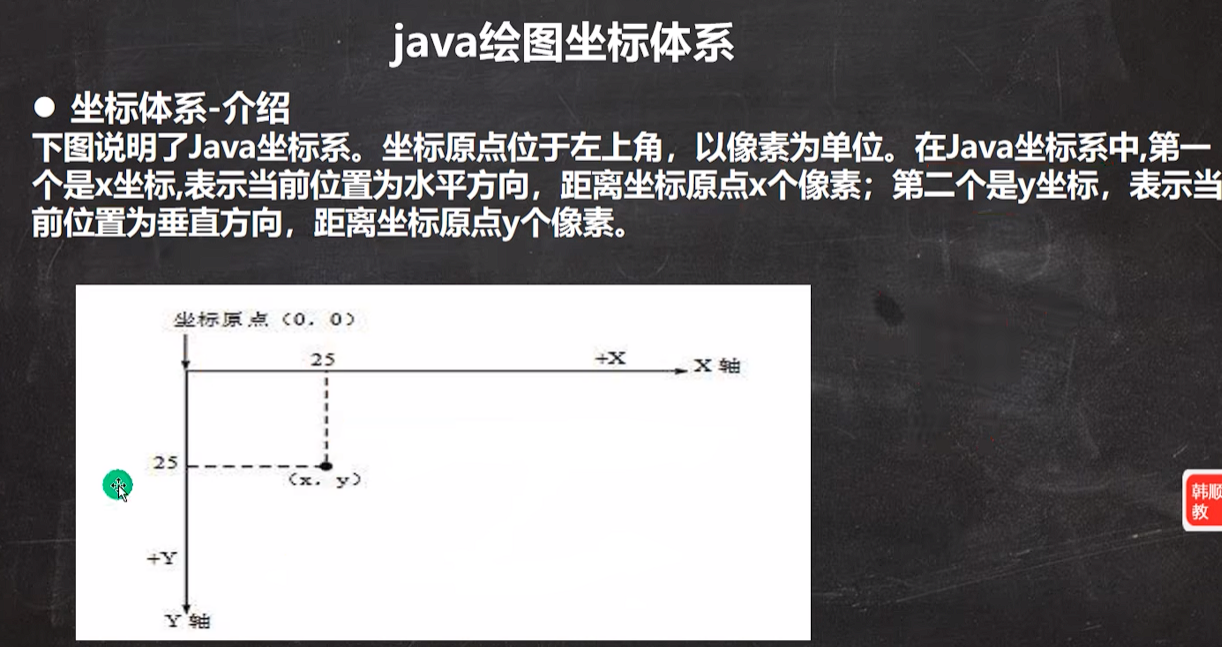 java绘图坐标体系
● 坐标体系-介绍
下图说明了Java坐标系。坐标原点位于左上角，以像素为单位。在Java坐标系中,第一
个是x坐标,表示当前位置为水平方向，距离坐标原点x个像素；第二个是y坐标，表示当
前位置为垂直方向，距离坐标原点y个像素。
坐标原点（0，0）
25
+X
X 轴
25
（x，y）
+Y
Y 轴
韩顺
教